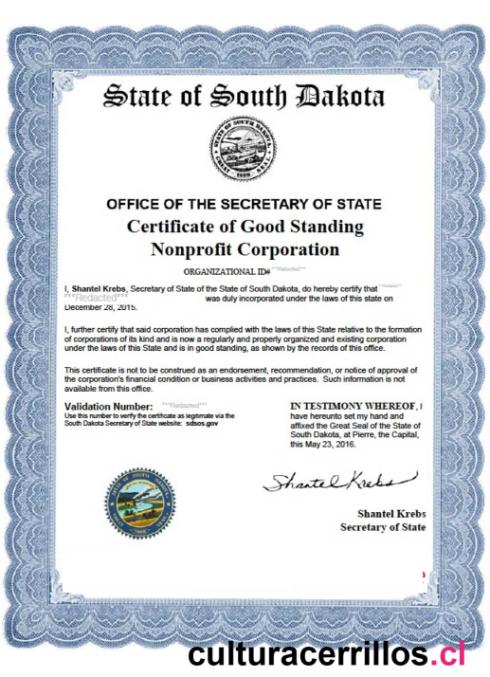 State of South Dakota
OFFICE OF THE SECRETARY OF STATE
Certificate of Good Standing
Nonprofit Corporation
ORGANIZATIONAL ID# ***Redacted***
I, Shantel Krebs, Secretary of State of the State of South Dakota, do hereby certify that
***Redacted*** was duly incorporated under the laws of this state on
December 28, 2015.
I, further certify that said corporation has complied with the laws of this State relative to the formation
of corporations of its kind and is now a regularly and properly organized and existing corporation
under the laws of this State and is in good standing, as shown by the records of this office.
This certificate is not to be construed as an endorsement, recommendation, or notice of approval of
the corporation's financial condition or business activities and practices. Such information is not
available from this office.
Validation Number: ***Redacted***
Use this number to verify the certificate as legitimate via the
South Dakota Secretary of State website: sdsos.gov
IN TESTIMONY WHEREOF, I
have hereunto set my hand and
affixed the Great Seal of the State of
South Dakota, at Pierre, the Capital,
this May 23, 2016.
Shantel Krebs
Shantel Krebs
Secretary of State
culturacerrillos.cl